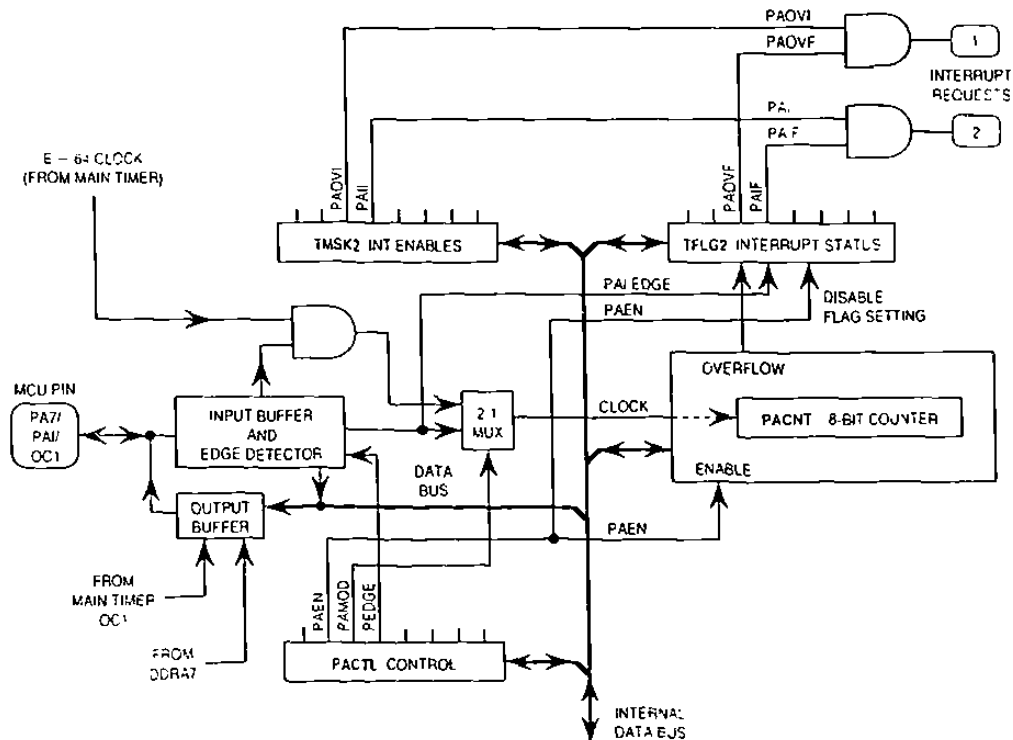 PAOVI
PAOVF
1
INTERRUPT
REQUESTS
PAI
PAIF
2
E – 64 CLOCK
(FROM MAIN TIMER)
PAOVI
PAII
PAOVF
PAIF
TMSK2 INT ENABLES
TFLG2 INTERRUPT STATUS
PAI EDGE
PAEN
DISABLE
FLAG SETTING
OVERFLOW
MCU PIN
PA7/
PAI/
OC1
INPUT BUFFER
AND
EDGE DETECTOR
2:1
MUX
CLOCK
PACNT 8-BIT COUNTER
DATA
BUS
ENABLE
OUTPUT
BUFFER
PAEN
FROM
MAIN TIMER
OC1
PAEN
PAMOD
PEDGE
FROM
DDRA7
PACTL CONTROL
INTERNAL
DATA BUS